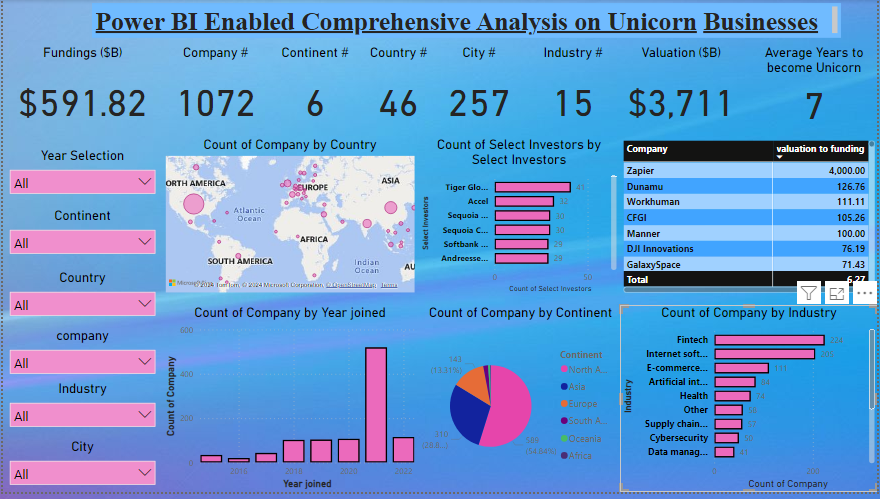 Power BI Enabled Comprehensive Analysis on Unicorn Businesses
Fundings ($B)
Company #
Continent #
Country #
City #
Industry #
Valuation ($B)
Average Years to
become Unicorn
$591.82
1072
6
46
257
15
$3,711
7
Year Selection
All
Continent
All
Country
All
company
All
Industry
All
City
All
Count of Company by Country
ORTH AMERICA
EUROPE
ASIA
Atlantic
Ocean
AFRICA
SOUTH AMERICA
Indian
Ocean
AU
© 2024 TomTom, © 2024 Microsoft Corporation, © OpenStreetMap Terms
Count of Select Investors by
Select Investors
Select Investors
Tiger Glo... 41
Accel 32
Sequoia ... 30
Sequoia C... 30
Softbank ... 29
Andreesse... 29
0 50
Count of Select Investors
Company valuation to funding
Zapier 4,000.00
Dunamu 126.76
Workhuman 111.11
CFGI 105.26
Manner 100.00
DJI Innovations 76.19
GalaxySpace 71.43
Total 6.27
Count of Company by Year joined
Count of Company
600
400
200
0
2016 2018 2020 2022
Year joined
Count of Company by Continent
143
(13.31%)
310
(28.8...)
589
(54.84%)
Continent
North A...
Asia
Europe
South A...
Oceania
Africa
Count of Company by Industry
Industry
Fintech 224
Internet soft... 205
E-commerce... 111
Artificial int... 84
Health 74
Other 58
Supply chain... 57
Cybersecurity 50
Data manag... 41
0 200
Count of Company